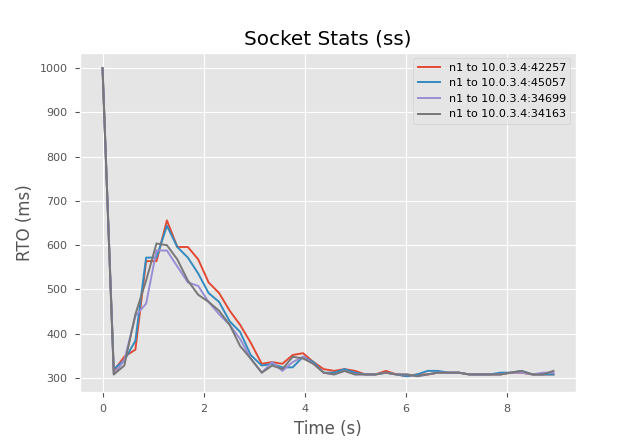 Socket Stats (ss)
n1 to 10.0.3.4:42257
n1 to 10.0.3.4:45057
n1 to 10.0.3.4:34699
n1 to 10.0.3.4:34163
RTO (ms)
1000
900
800
700
600
500
400
300
0 2 4 6 8
Time (s)